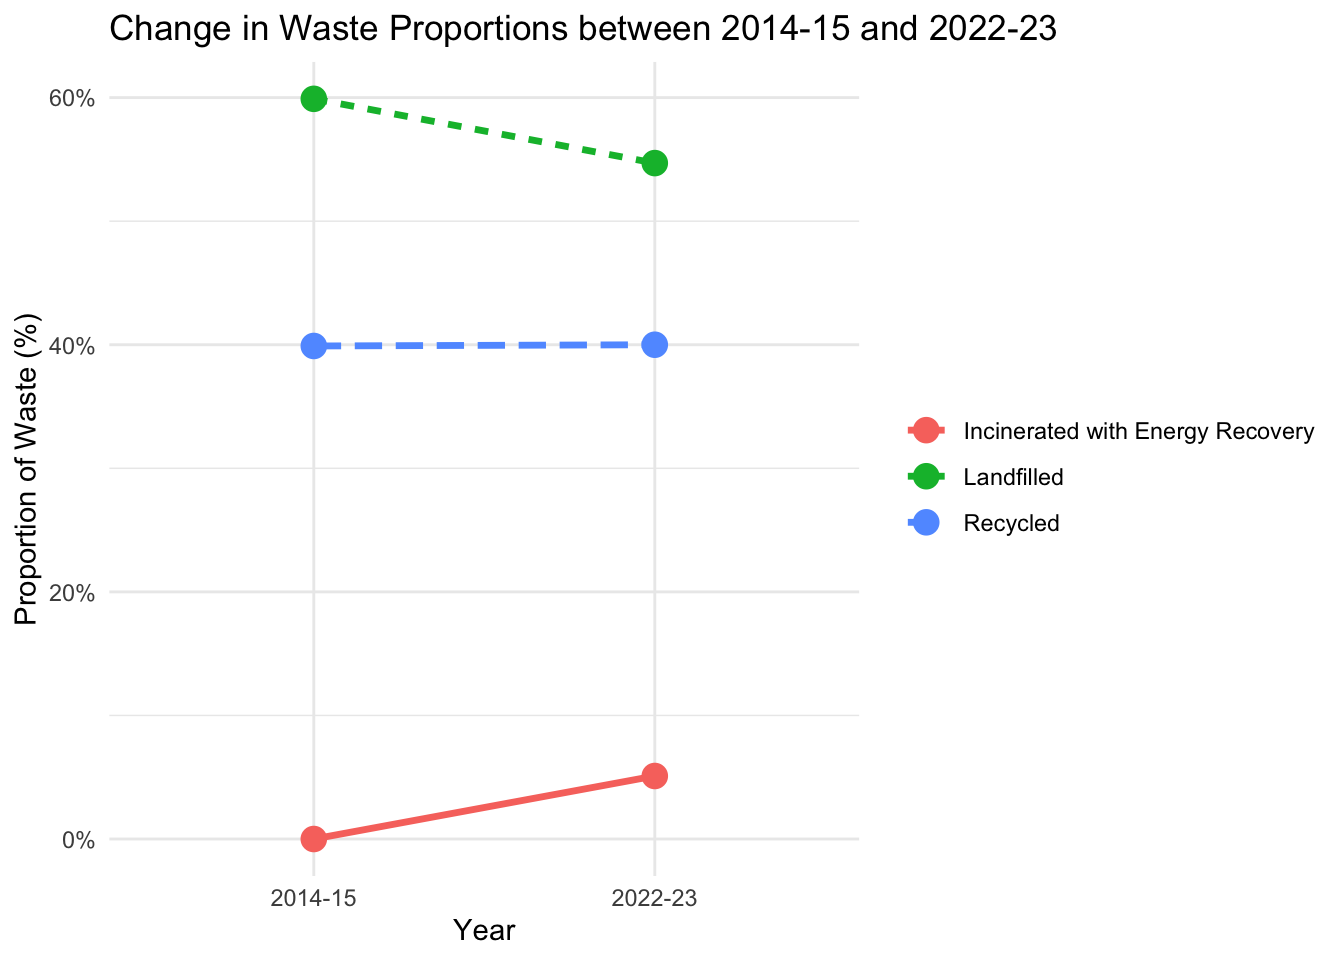 Change in Waste Proportions between 2014-15 and 2022-23
Proportion of Waste (%)
60%
40%
20%
0%
2014-15
2022-23
Year
Incinerated with Energy Recovery
Landfilled
Recycled